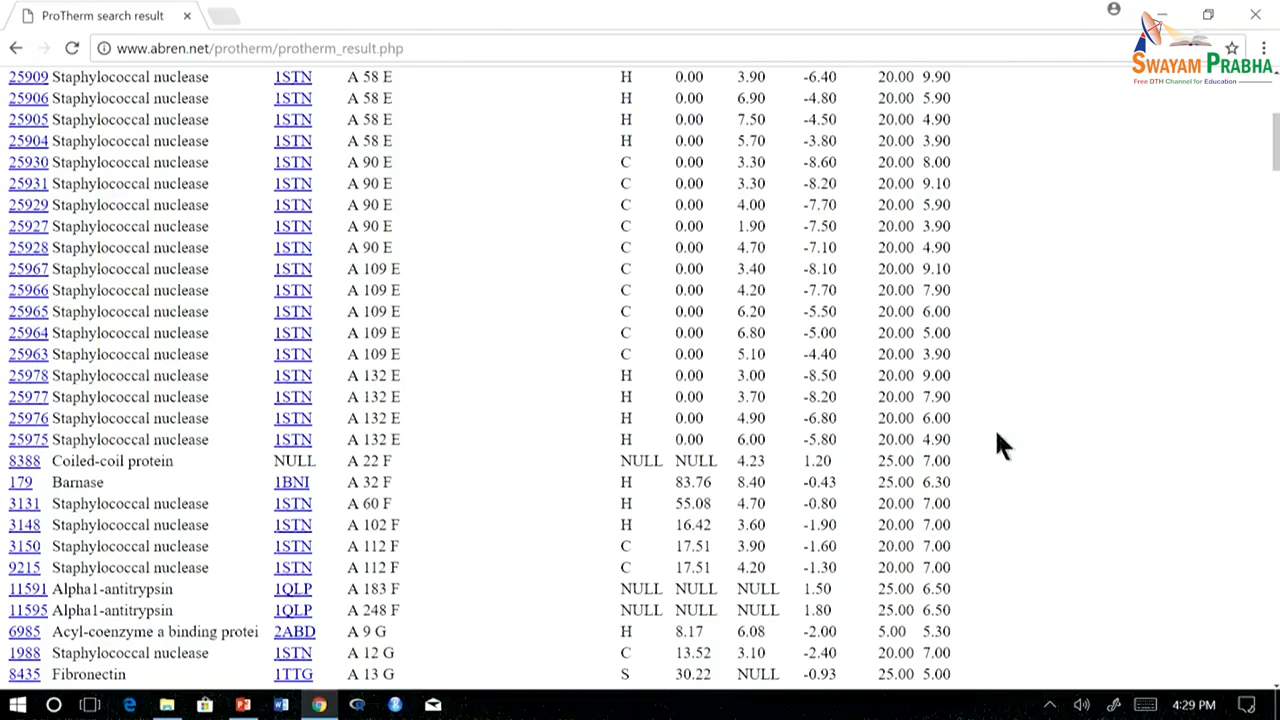 ProTherm search result
www.abren.net/protherm/protherm_result.php
SWAYAM PRABHA
Free DTH Channel for Education
25909 Staphylococcal nuclease 1STN A 58 E H 0.00 3.90 -6.40 20.00 9.90
25906 Staphylococcal nuclease 1STN A 58 E H 0.00 6.90 -4.80 20.00 5.90
25905 Staphylococcal nuclease 1STN A 58 E H 0.00 7.50 -4.50 20.00 4.90
25904 Staphylococcal nuclease 1STN A 58 E H 0.00 5.70 -3.80 20.00 3.90
25930 Staphylococcal nuclease 1STN A 90 E C 0.00 3.30 -8.60 20.00 8.00
25931 Staphylococcal nuclease 1STN A 90 E C 0.00 3.30 -8.20 20.00 9.10
25929 Staphylococcal nuclease 1STN A 90 E C 0.00 4.00 -7.70 20.00 5.90
25927 Staphylococcal nuclease 1STN A 90 E C 0.00 1.90 -7.50 20.00 3.90
25928 Staphylococcal nuclease 1STN A 90 E C 0.00 4.70 -7.10 20.00 4.90
25967 Staphylococcal nuclease 1STN A 109 E C 0.00 3.40 -8.10 20.00 9.10
25966 Staphylococcal nuclease 1STN A 109 E C 0.00 4.20 -7.70 20.00 7.90
25965 Staphylococcal nuclease 1STN A 109 E C 0.00 6.20 -5.50 20.00 6.00
25964 Staphylococcal nuclease 1STN A 109 E C 0.00 6.80 -5.00 20.00 5.00
25963 Staphylococcal nuclease 1STN A 109 E C 0.00 5.10 -4.40 20.00 3.90
25978 Staphylococcal nuclease 1STN A 132 E H 0.00 3.00 -8.50 20.00 9.00
25977 Staphylococcal nuclease 1STN A 132 E H 0.00 3.70 -8.20 20.00 7.90
25976 Staphylococcal nuclease 1STN A 132 E H 0.00 4.90 -6.80 20.00 6.00
25975 Staphylococcal nuclease 1STN A 132 E H 0.00 6.00 -5.80 20.00 4.90
8388 Coiled-coil protein NULL A 22 F NULL NULL 4.23 1.20 25.00 7.00
179 Barnase 1BNI A 32 F H 83.76 8.40 -0.43 25.00 6.30
3131 Staphylococcal nuclease 1STN A 60 F H 55.08 4.70 -0.80 20.00 7.00
3148 Staphylococcal nuclease 1STN A 102 F H 16.42 3.60 -1.90 20.00 7.00
3150 Staphylococcal nuclease 1STN A 112 F C 17.51 3.90 -1.60 20.00 7.00
9215 Staphylococcal nuclease 1STN A 112 F C 17.51 4.20 -1.30 20.00 7.00
11591 Alpha1-antitrypsin 1QLP A 183 F NULL NULL NULL 1.50 25.00 6.50
11595 Alpha1-antitrypsin 1QLP A 248 F NULL NULL NULL 1.80 25.00 6.50
6985 Acyl-coenzyme a binding protei 2ABD A 9 G H 8.17 6.08 -2.00 5.00 5.30
1988 Staphylococcal nuclease 1STN A 12 G C 13.52 3.10 -2.40 20.00 7.00
8435 Fibronectin 1TTG A 13 G S 30.22 NULL -0.93 25.00 5.00
4:29 PM